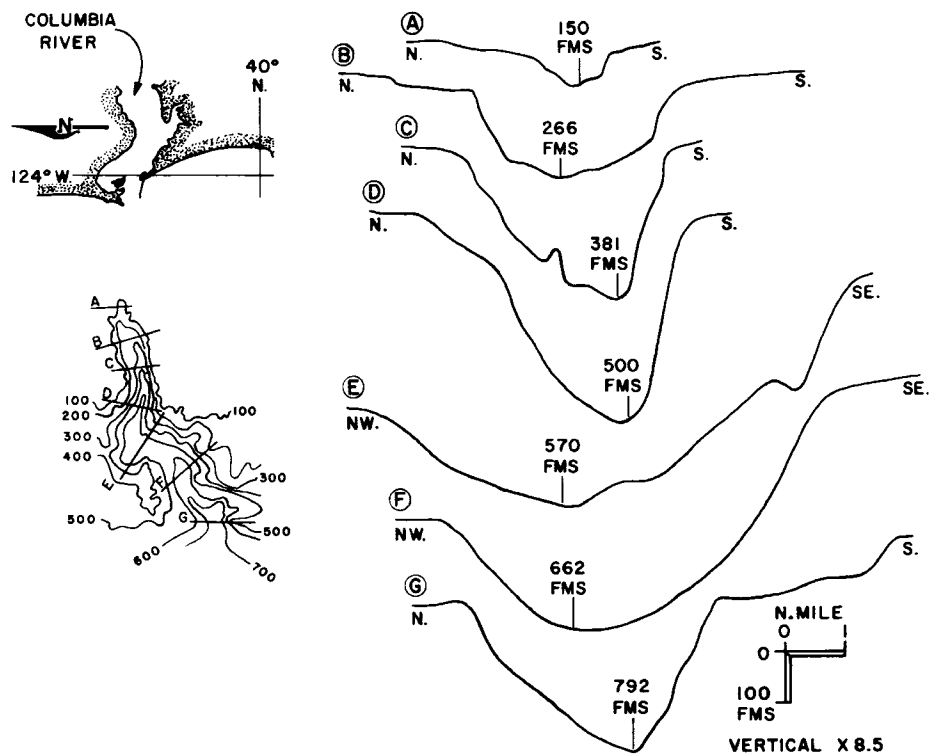 COLUMBIA
RIVER
40°
N.
N
124° W.
A
B
C
D
100
200
300
400
500
E
F
G
100
300
500
600
700
A
N.
150
FMS
S.
B
N.
266
FMS
S.
C
N.
381
FMS
S.
D
N.
500
FMS
S.
E
NW.
570
FMS
SE.
F
NW.
662
FMS
SE.
G
N.
792
FMS
S.
N. MILE
0 1
0
100
FMS
VERTICAL X 8.5